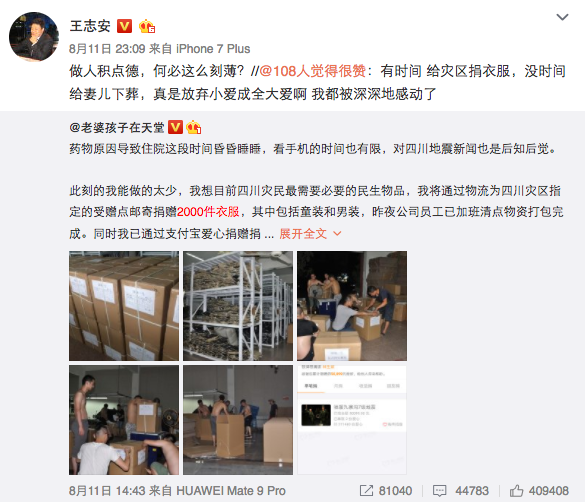 王志安
8月11日 23:09 来自 iPhone 7 Plus
做人积点德，何必这么刻薄？//@108人觉得很赞：有时间 给灾区捐衣服，没时间
给妻儿下葬，真是放弃小爱成全大爱啊 我都被深深地感动了
@老婆孩子在天堂
药物原因导致住院这段时间昏昏睡睡，看手机的时间也有限，对四川地震新闻也是后知后觉。
此刻的我能做的太少，我想目前四川灾民最需要必要的民生物品，我将通过物流为四川灾区指
定的受赠点邮寄捐赠2000件衣服，其中包括童装和男装，昨夜公司员工已加班清点物资打包完
成。同时我已通过支付宝爱心捐赠捐 ... 展开全文
8月11日 14:43 来自 HUAWEI Mate 9 Pro
81040
44783
409408